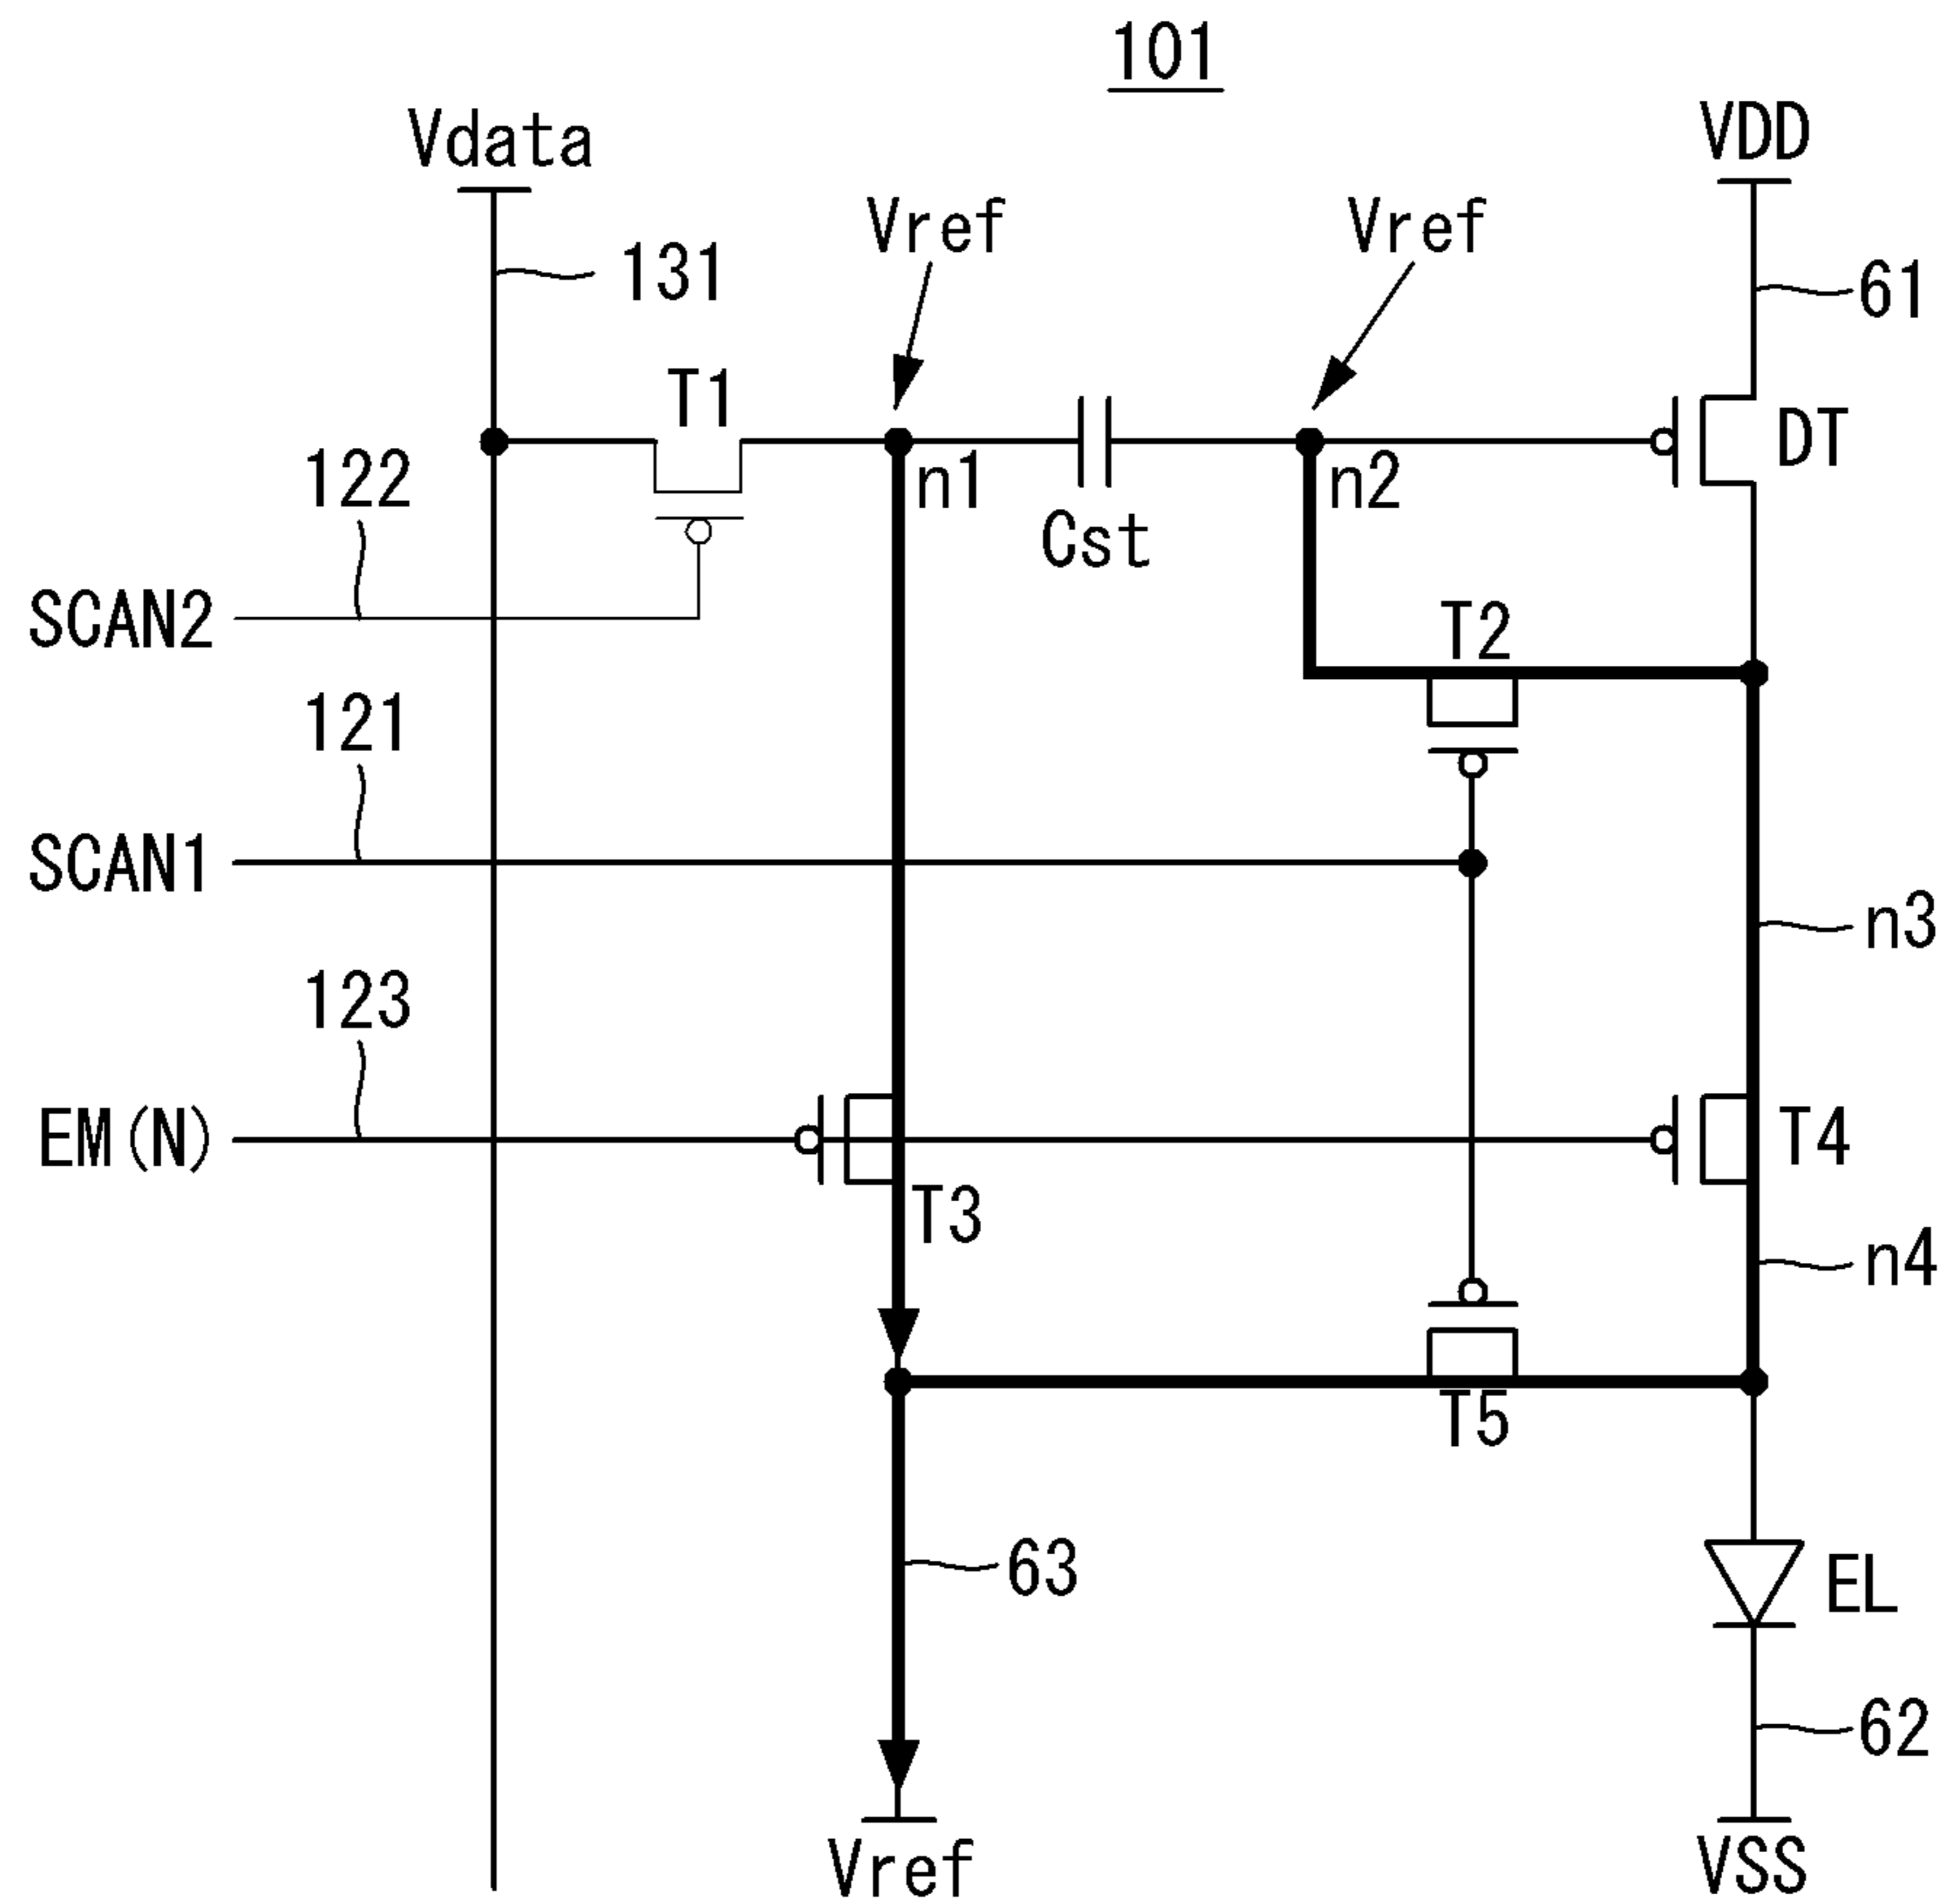 101
Vdata
VDD
Vref
Vref
131
61
T1
DT
122
n1
n2
Cst
SCAN2
T2
121
SCAN1
n3
123
EM(N)
T4
T3
n4
T5
63
EL
62
Vref
VSS